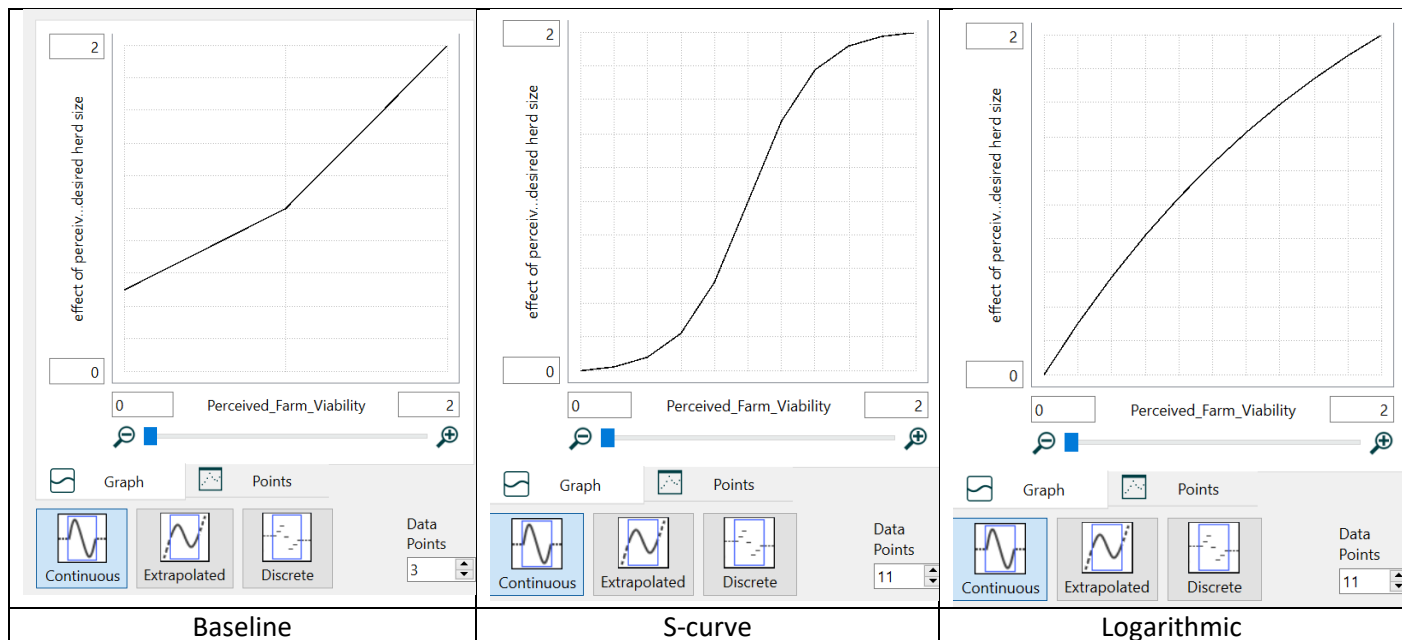 2
effect of perceiv...desired herd size
0
0 Perceived_Farm_Viability 2
Graph Points
Data
Points
3
Continuous Extrapolated Discrete
Baseline
2
effect of perceiv...desired herd size
0
0 Perceived_Farm_Viability 2
Graph Points
Data
Points
11
Continuous Extrapolated Discrete
S-curve
2
effect of perceiv...desired herd size
0
0 Perceived_Farm_Viability 2
Graph Points
Data
Points
11
Continuous Extrapolated Discrete
Logarithmic